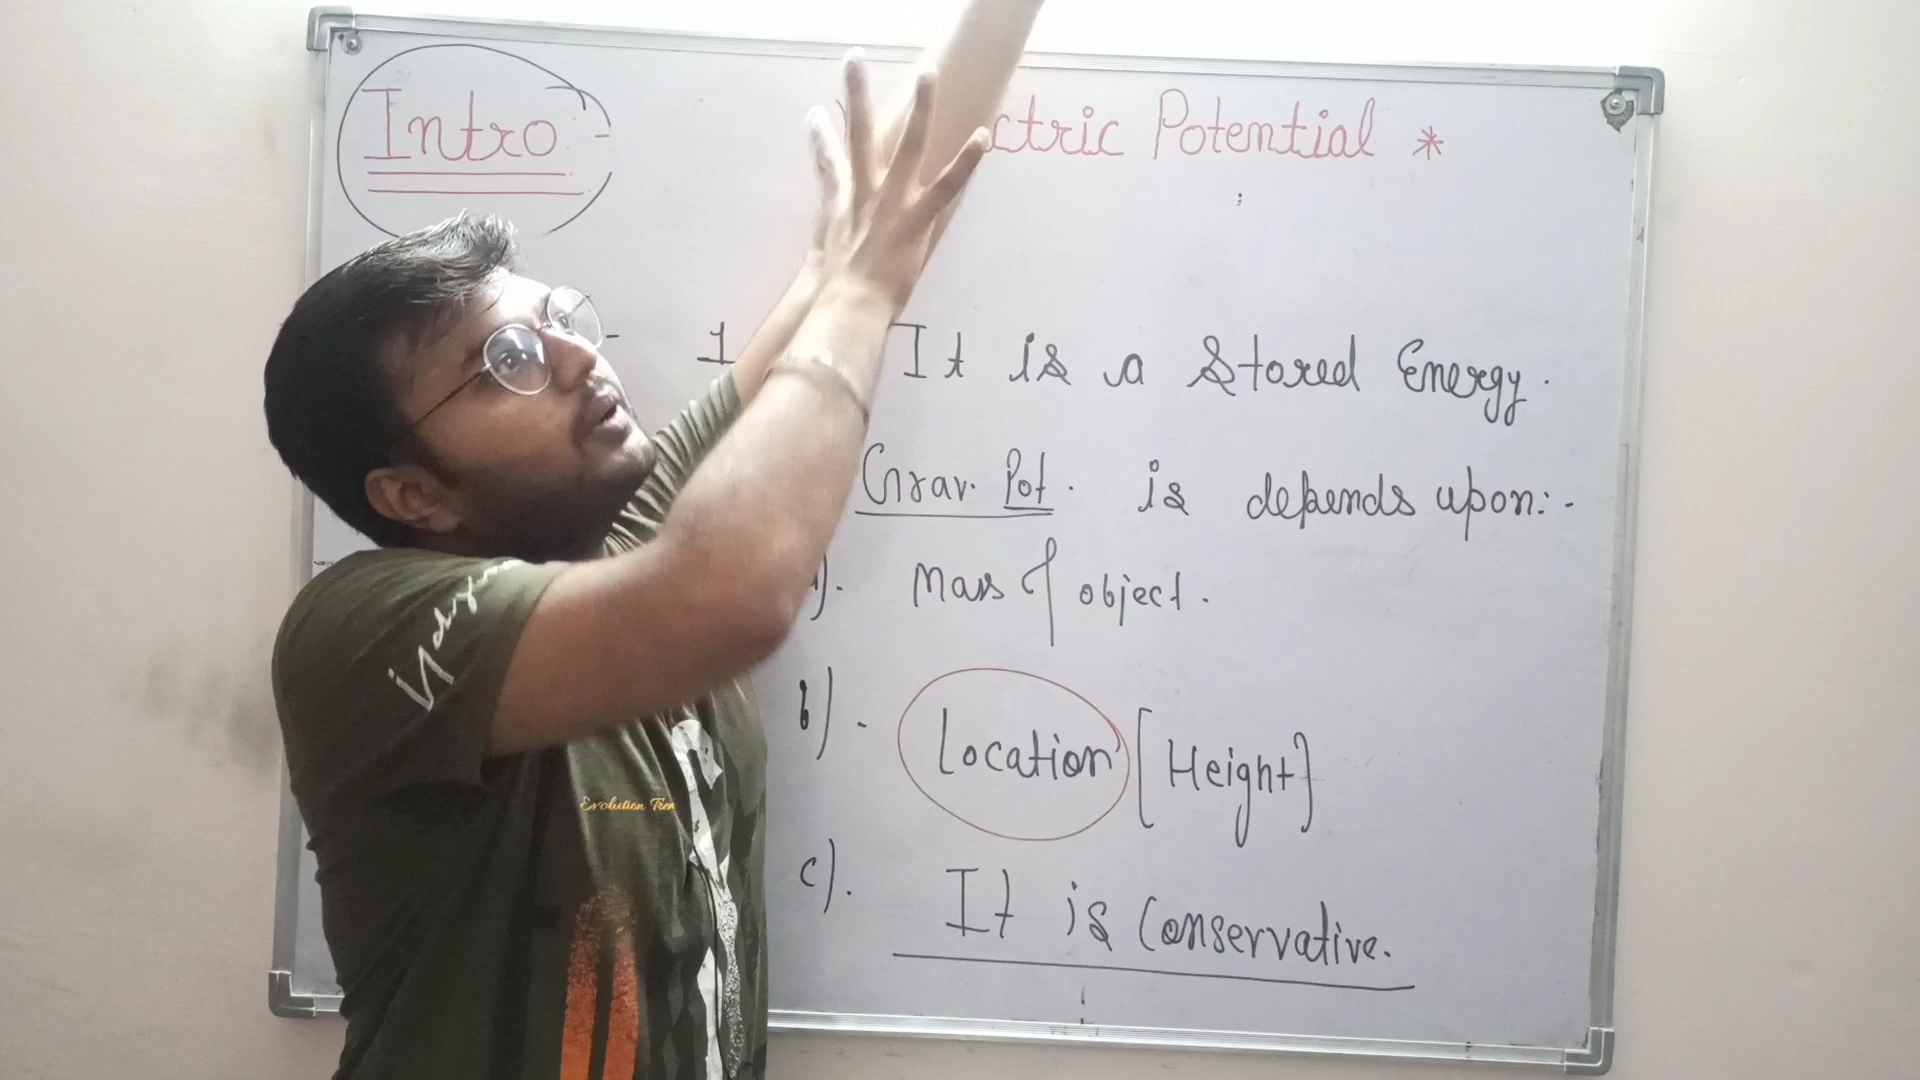 Intro :-
ctric Potential *
1
It is a Stored Energy.
Grav. Pot. is depends upon:-
a). Mass of object.
b). Location [Height]
c). It is Conservative.
Evolution